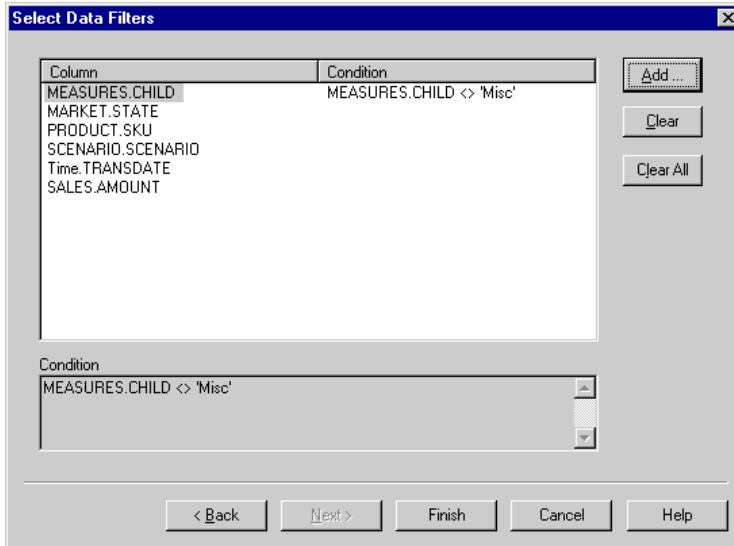 Select Data Filters
Column Condition
MEASURES.CHILD MEASURES.CHILD <> 'Misc'
MARKET.STATE
PRODUCT.SKU
SCENARIO.SCENARIO
Time.TRANSDATE
SALES.AMOUNT
Add ...
Clear
Clear All
Condition
MEASURES.CHILD <> 'Misc'
< Back Next > Finish Cancel Help